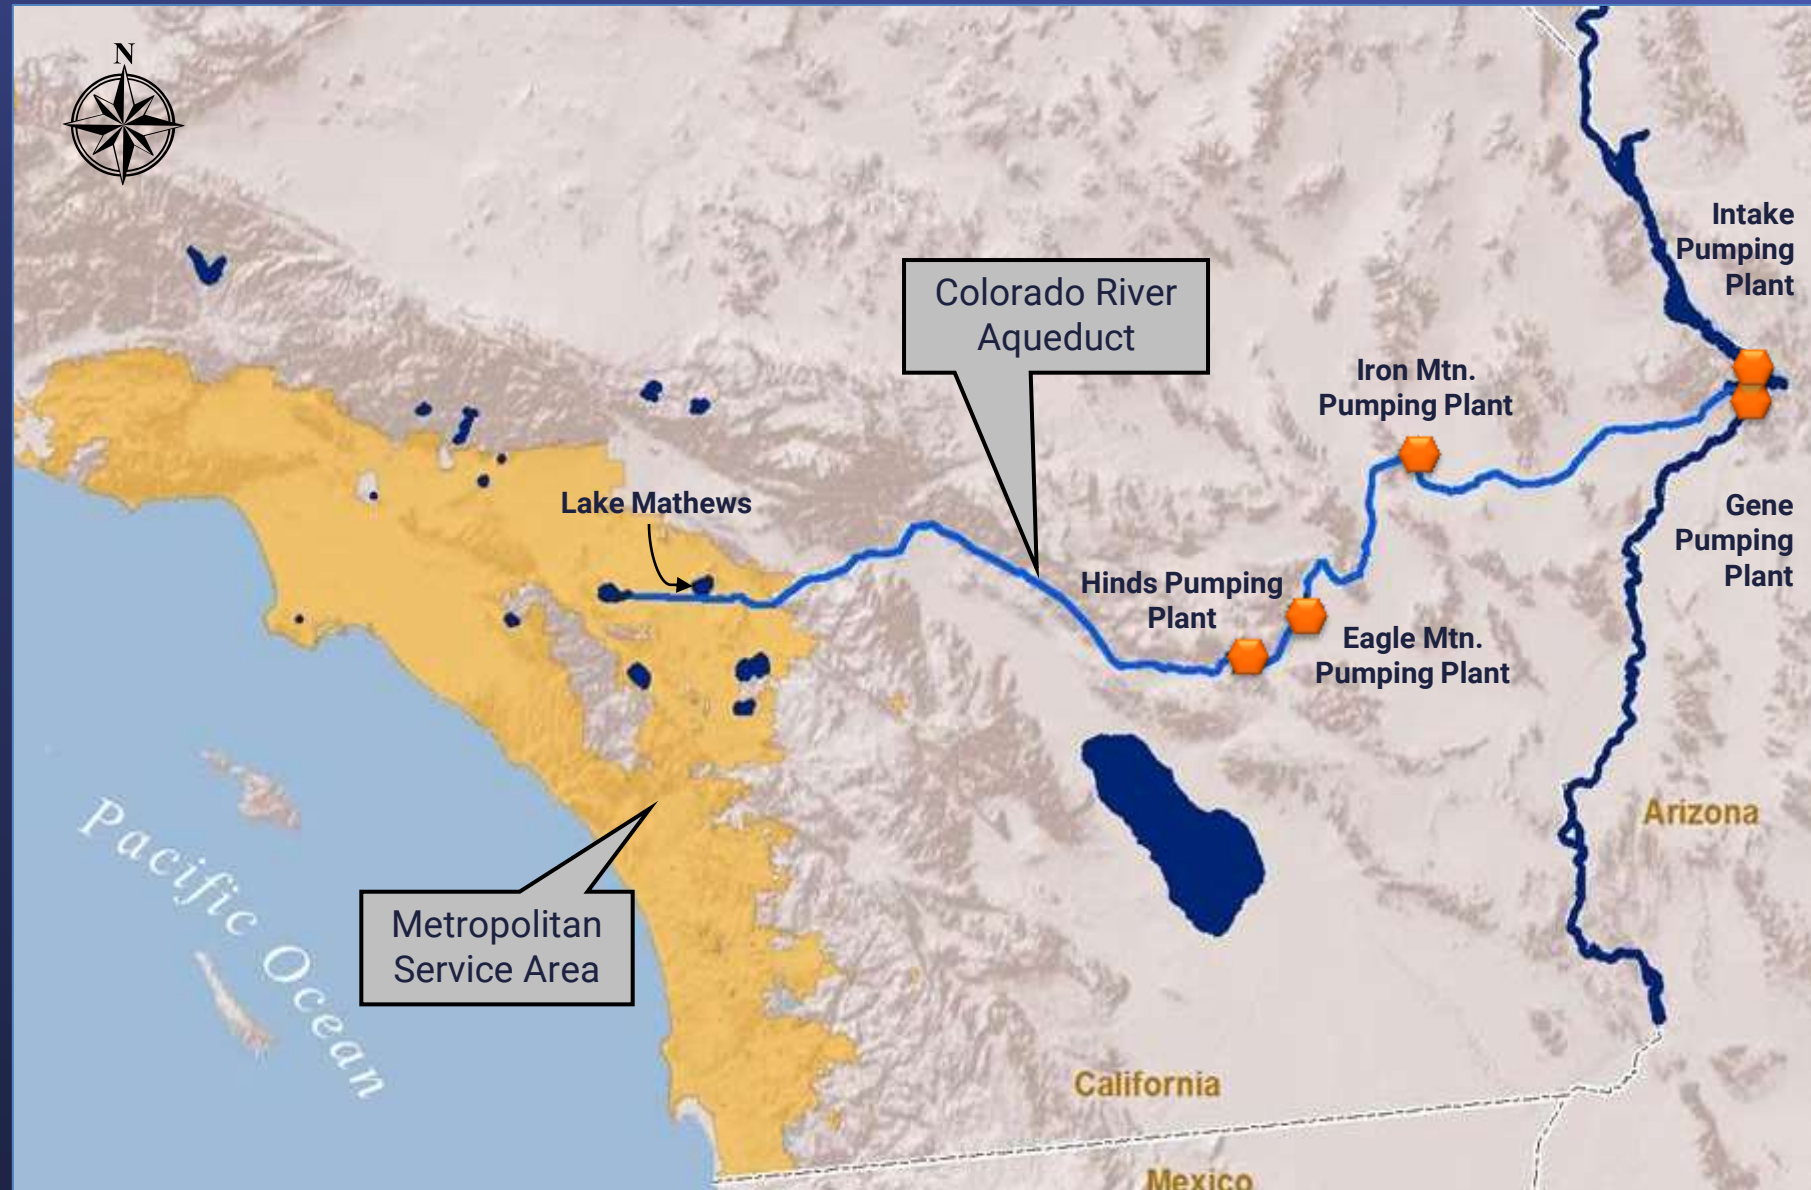 N
Intake
Pumping
Plant
Colorado River
Aqueduct
Iron Mtn.
Pumping Plant
Lake Mathews
Gene
Pumping
Plant
Hinds Pumping
Plant
Eagle Mtn.
Pumping Plant
Arizona
Pacific Ocean
Metropolitan
Service Area
California
Mexico